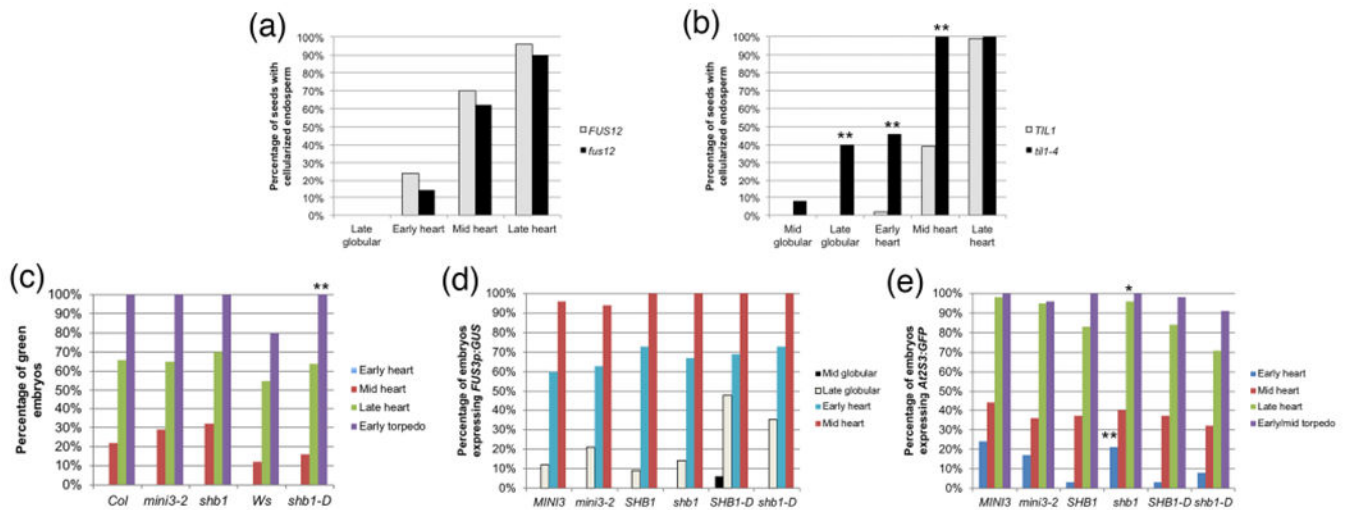 (a)
Percentage of seeds with
cellularized endosperm
100%
90%
80%
70%
60%
50%
40%
30%
20%
10%
0%
Late
globular
Early heart
Mid heart
Late heart
FUS12
fus12
(b)
Percentage of seeds with
cellularized endosperm
100%
90%
80%
70%
60%
50%
40%
30%
20%
10%
0%
**
**
**
Mid
globular
Late
globular
Early
heart
Mid heart
Late
heart
TIL1
til1-4
(c)
Percentage of green
embryos
100%
90%
80%
70%
60%
50%
40%
30%
20%
10%
0%
**
Col
mini3-2
shb1
Ws
shb1-D
Early heart
Mid heart
Late heart
Early torpedo
(d)
Percentage of embryos
expressing FUS3p:GUS
100%
90%
80%
70%
60%
50%
40%
30%
20%
10%
0%
MINI3
mini3-2
SHB1
shb1
SHB1-D
shb1-D
Mid globular
Late globular
Early heart
Mid heart
(e)
Percentage of embryos
expressing At2S3:GFP
100%
90%
80%
70%
60%
50%
40%
30%
20%
10%
0%
*
**
MINI3
mini3-2
SHB1
shb1
SHB1-D
shb1-D
Early heart
Mid heart
Late heart
Early/mid torpedo